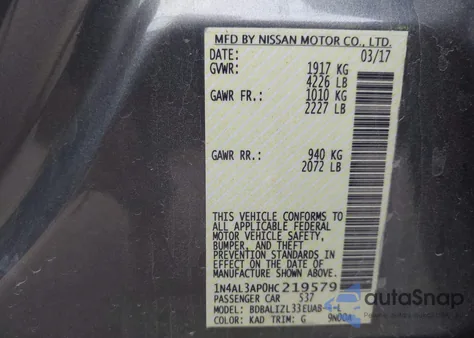 MFD BY NISSAN MOTOR CO., LTD.
DATE: 03/17
GVWR: 1917 KG
4226 LB
GAWR FR.: 1010 KG
2227 LB
GAWR RR.: 940 KG
2072 LB
THIS VEHICLE CONFORMS TO
ALL APPLICABLE FEDERAL
MOTOR VEHICLE SAFETY,
BUMPER, AND THEFT
PREVENTION STANDARDS IN
EFFECT ON THE DATE OF
MANUFACTURE SHOWN ABOVE.
1N4AL3AP0HC219579
PASSENGER CAR S37
MODEL: BDBALIZL33EUAB
COLOR: KAD TRIM: G
autoSnap